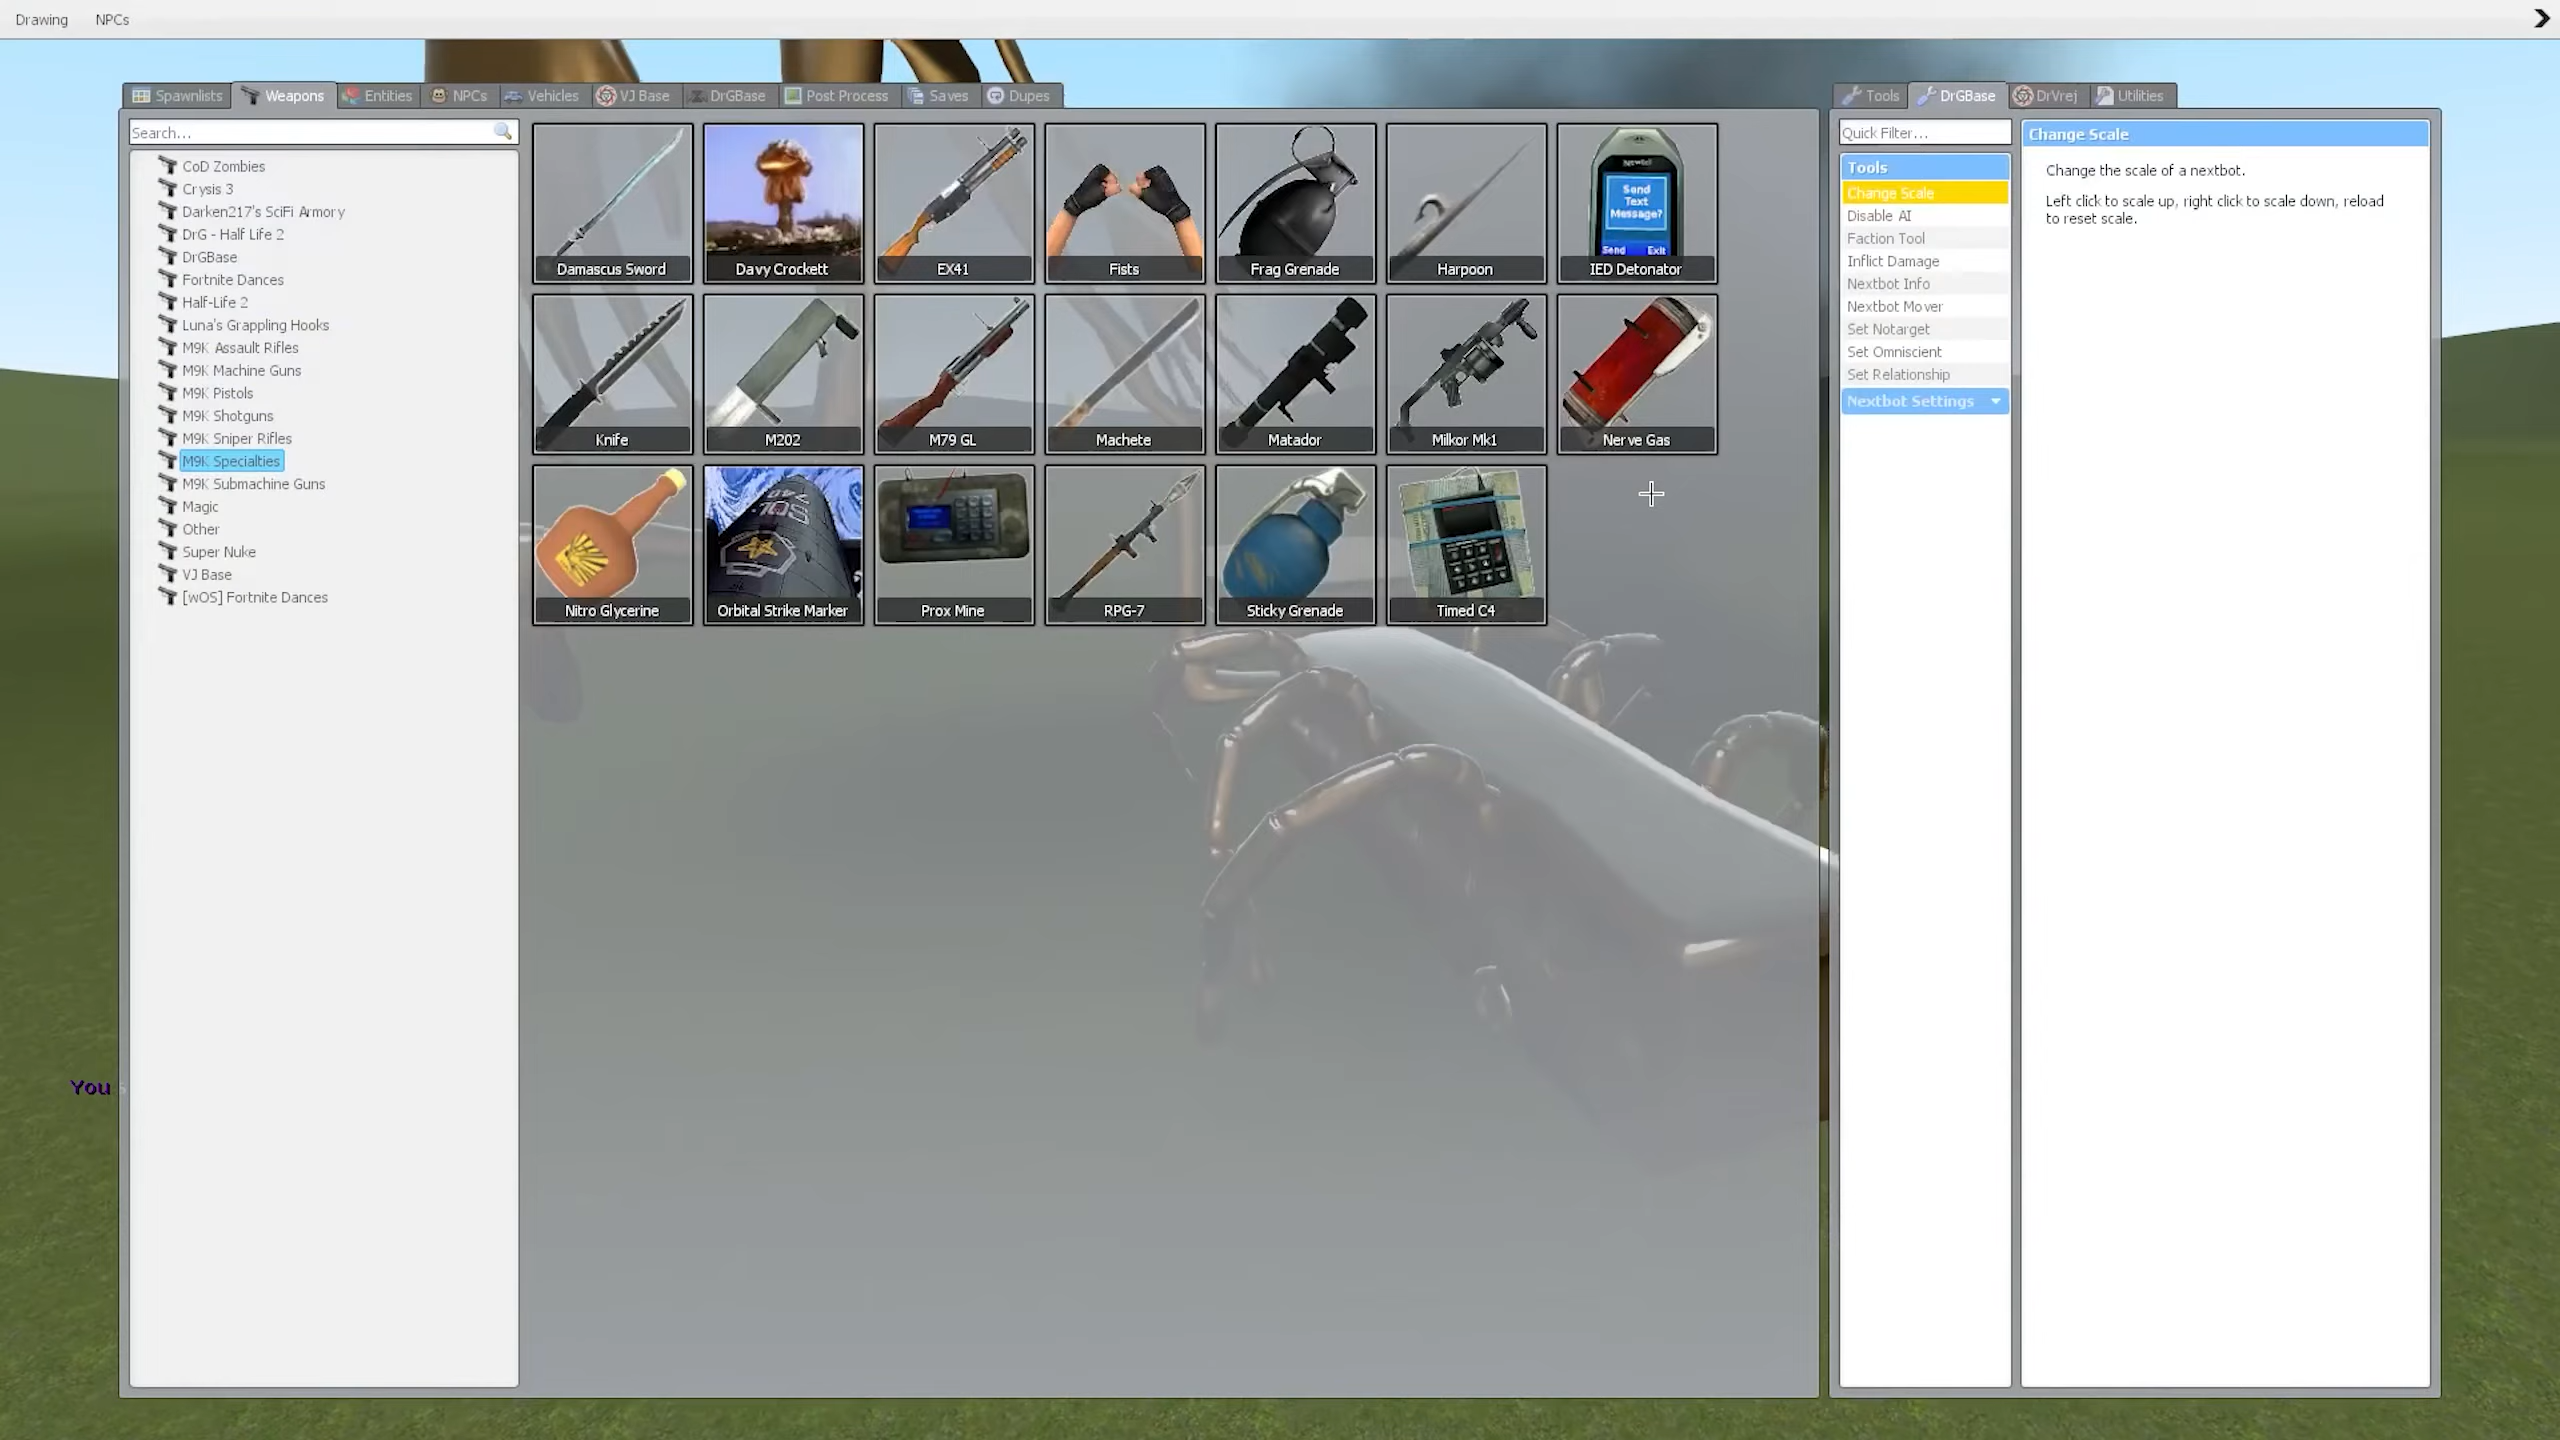 Drawing NPCs
Spawnlists Weapons Entities NPCs Vehicles VJ Base DrGBase Post Process Saves Dupes
Search...
CoD Zombies
Crysis 3
Darken217's SciFi Armory
DrG - Half Life 2
DrGBase
Fortnite Dances
Half-Life 2
Luna's Grappling Hooks
M9K Assault Rifles
M9K Machine Guns
M9K Pistols
M9K Shotguns
M9K Sniper Rifles
M9K Specialties
M9K Submachine Guns
Magic
Other
Super Nuke
VJ Base
[wOS] Fortnite Dances
Send
Text
Message?
Send Exit
Damascus Sword Davy Crockett EX41 Fists Frag Grenade Harpoon IED Detonator
Knife M202 M79 GL Machete Matador Milkor Mk1 Nerve Gas
Nitro Glycerine Orbital Strike Marker Prox Mine RPG-7 Sticky Grenade Timed C4
You
Tools DrGBase DrVrej Utilities
Quick Filter...
Tools
Change Scale
Disable AI
Faction Tool
Inflict Damage
Nextbot Info
Nextbot Mover
Set Notarget
Set Omniscient
Set Relationship
Nextbot Settings
Change Scale
Change the scale of a nextbot.
Left click to scale up, right click to scale down, reload
to reset scale.